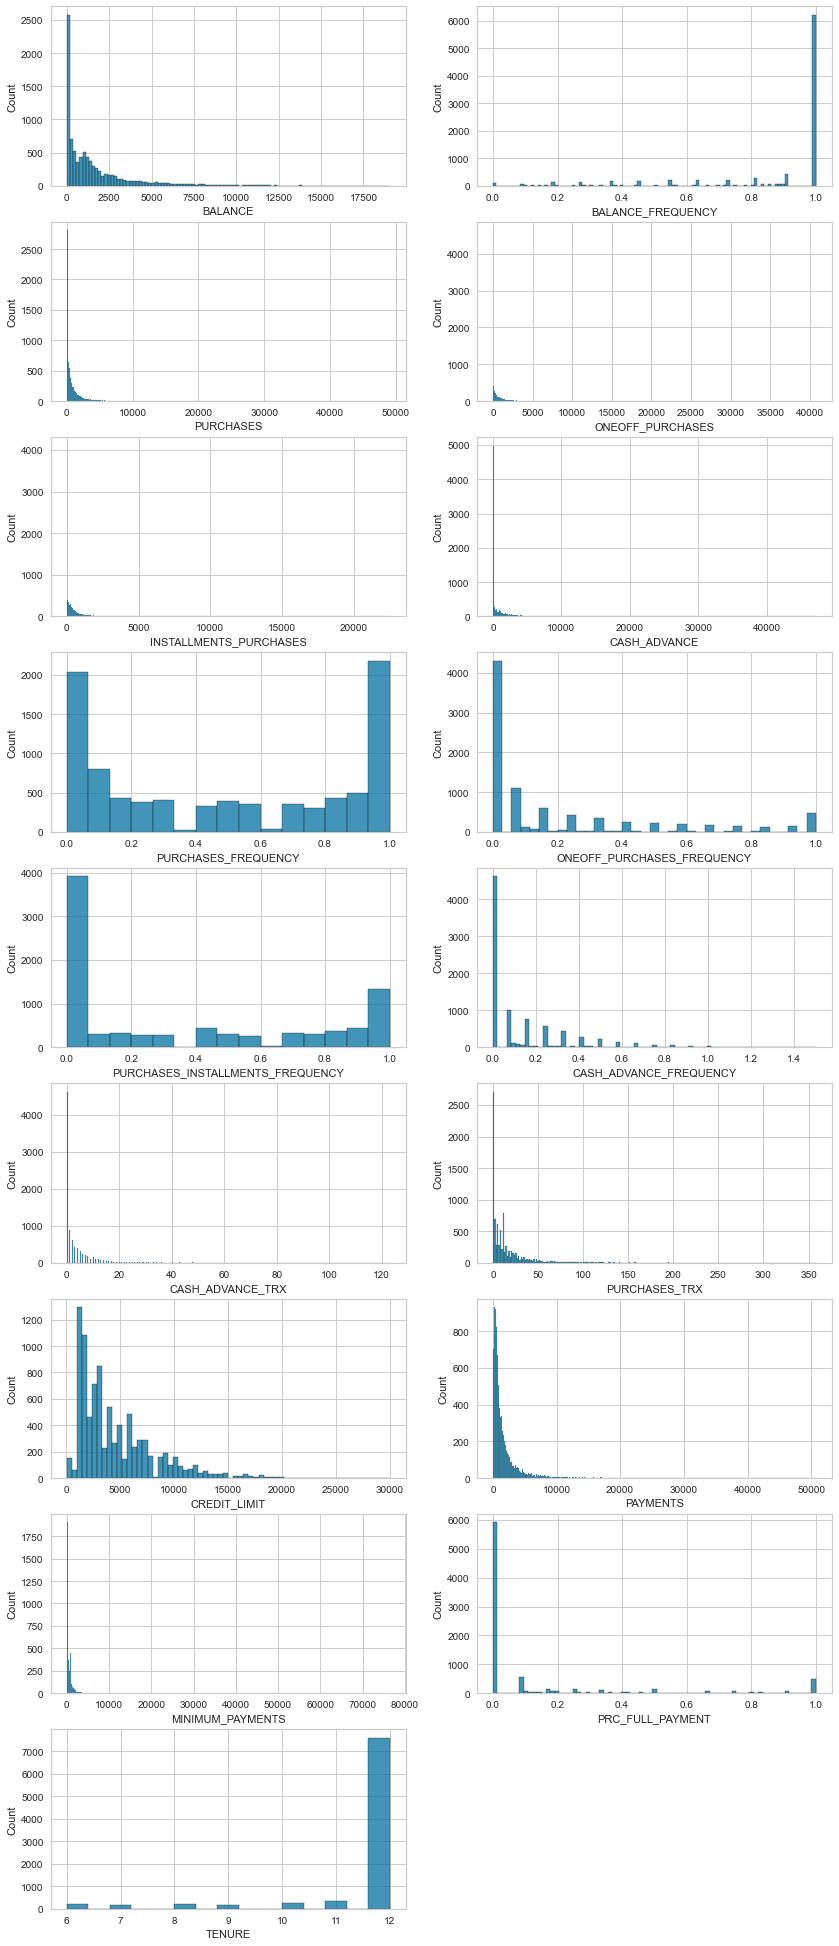 2500
2000
1500
1000
500
0
Count
0 2500 5000 7500 10000 12500 15000 17500
BALANCE
6000
5000
4000
3000
2000
1000
0
Count
0.0 0.2 0.4 0.6 0.8 1.0
BALANCE_FREQUENCY
2500
2000
1500
1000
500
0
Count
0 10000 20000 30000 40000 50000
PURCHASES
4000
3000
2000
1000
0
Count
0 5000 10000 15000 20000 25000 30000 35000 40000
ONEOFF_PURCHASES
4000
3000
2000
1000
0
Count
0 5000 10000 15000 20000
INSTALLMENTS_PURCHASES
5000
4000
3000
2000
1000
0
Count
0 10000 20000 30000 40000
CASH_ADVANCE
2000
1500
1000
500
0
Count
0.0 0.2 0.4 0.6 0.8 1.0
PURCHASES_FREQUENCY
4000
3000
2000
1000
0
Count
0.0 0.2 0.4 0.6 0.8 1.0
ONEOFF_PURCHASES_FREQUENCY
4000
3000
2000
1000
0
Count
0.0 0.2 0.4 0.6 0.8 1.0
PURCHASES_INSTALLMENTS_FREQUENCY
4000
3000
2000
1000
0
Count
0.0 0.2 0.4 0.6 0.8 1.0 1.2 1.4
CASH_ADVANCE_FREQUENCY
4000
3000
2000
1000
0
Count
0 20 40 60 80 100 120
CASH_ADVANCE_TRX
2500
2000
1500
1000
500
0
Count
0 50 100 150 200 250 300 350
PURCHASES_TRX
1200
1000
800
600
400
200
0
Count
0 5000 10000 15000 20000 25000 30000
CREDIT_LIMIT
800
600
400
200
0
Count
0 10000 20000 30000 40000 50000
PAYMENTS
1750
1500
1250
1000
750
500
250
0
Count
0 10000 20000 30000 40000 50000 60000 70000 80000
MINIMUM_PAYMENTS
6000
5000
4000
3000
2000
1000
0
Count
0.0 0.2 0.4 0.6 0.8 1.0
PRC_FULL_PAYMENT
7000
6000
5000
4000
3000
2000
1000
0
Count
6 7 8 9 10 11 12
TENURE